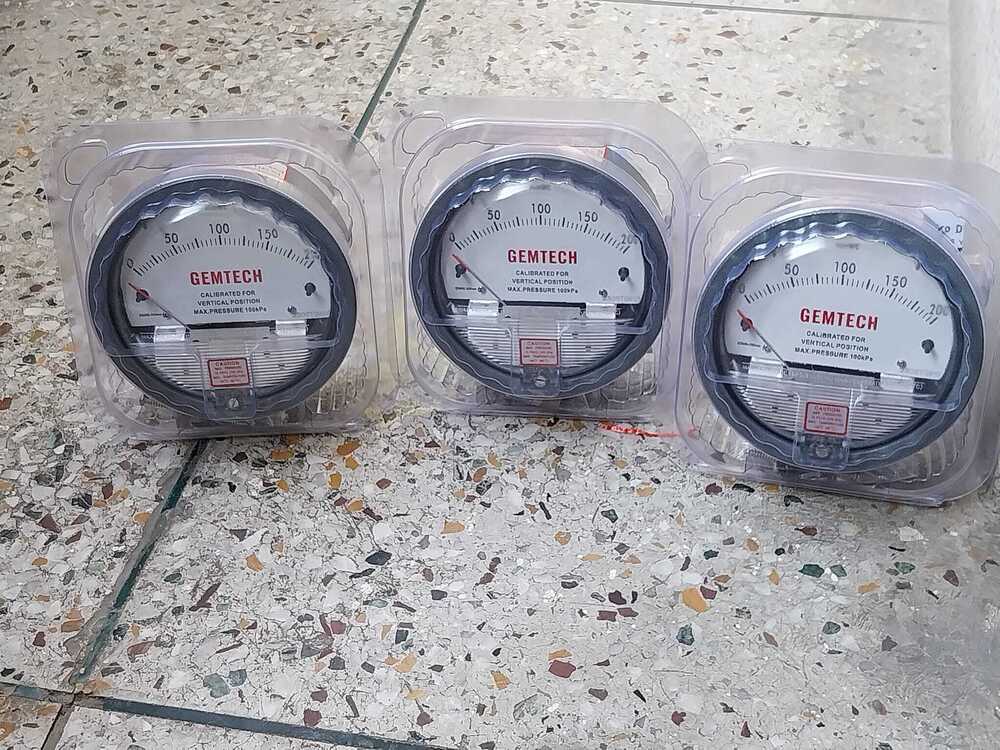 0 50 100 150 200
GEMTECH
CALIBRATED FOR
VERTICAL POSITION
MAX.PRESSURE 100kPa
CAUTION
0 50 100 150 200
GEMTECH
CALIBRATED FOR
VERTICAL POSITION
MAX.PRESSURE 100kPa
CAUTION
0 50 100 150 200
GEMTECH
CALIBRATED FOR
VERTICAL POSITION
MAX.PRESSURE 100kPa
CAUTION